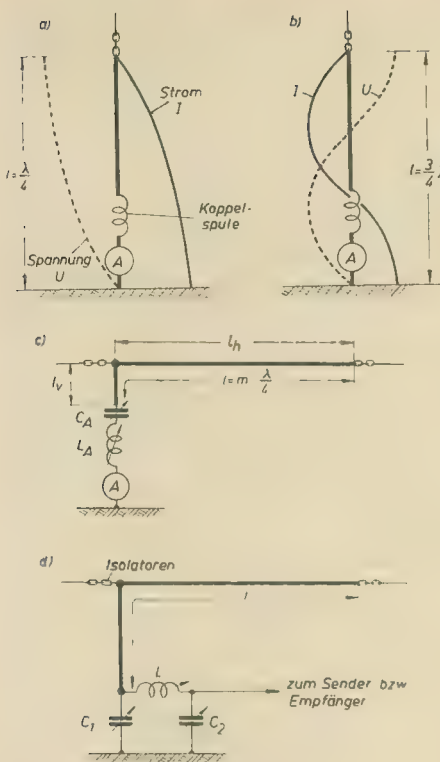 a)
b)
Strom
I
I
U
l = λ/4
l = 3/4
Koppel-
spule
A
A
Spannung
U
c)
l_h
l_v
l = m λ/4
C_A
L_A
A
d)
Isolatoren
l
L
zum Sender bzw
Empfänger
C_1
C_2